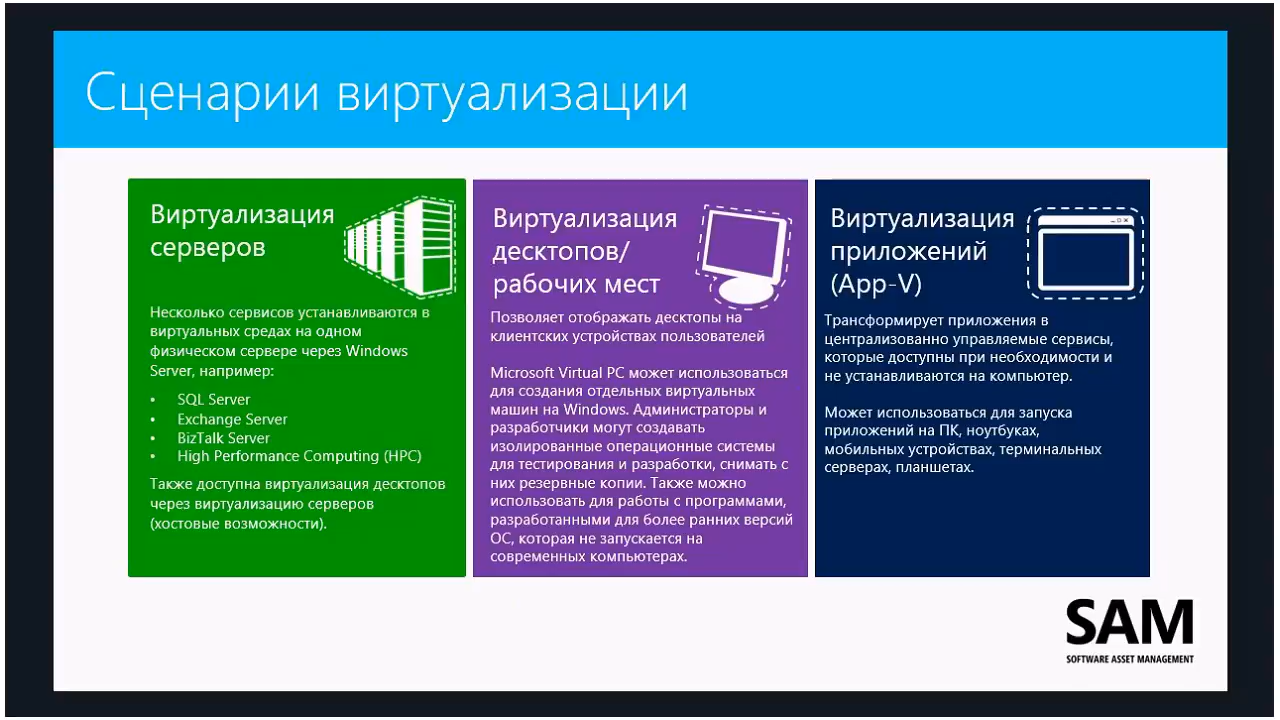 Сценарии виртуализации
Виртуализация
серверов
Несколько сервисов устанавливаются в
виртуальных средах на одном
физическом сервере через Windows
Server, например:
• SQL Server
• Exchange Server
• BizTalk Server
• High Performance Computing (HPC)
Также доступна виртуализация десктопов
через виртуализацию серверов
(хостовые возможности).
Виртуализация
десктопов/
рабочих мест
Позволяет отображать десктопы на
клиентских устройствах пользователей
Microsoft Virtual PC может использоваться
для создания отдельных виртуальных
машин на Windows. Администраторы и
разработчики могут создавать
изолированные операционные системы
для тестирования и разработки, снимать с
них резервные копии. Также можно
использовать для работы с программами,
разработанными для более ранних версий
ОС, которая не запускается на
современных компьютерах.
Виртуализация
приложений
(App-V)
Трансформирует приложения в
централизованно управляемые сервисы,
которые доступны при необходимости и
не устанавливаются на компьютер.
Может использоваться для запуска
приложений на ПК, ноутбуках,
мобильных устройствах, терминальных
серверах, планшетах.
SAM
SOFTWARE ASSET MANAGEMENT